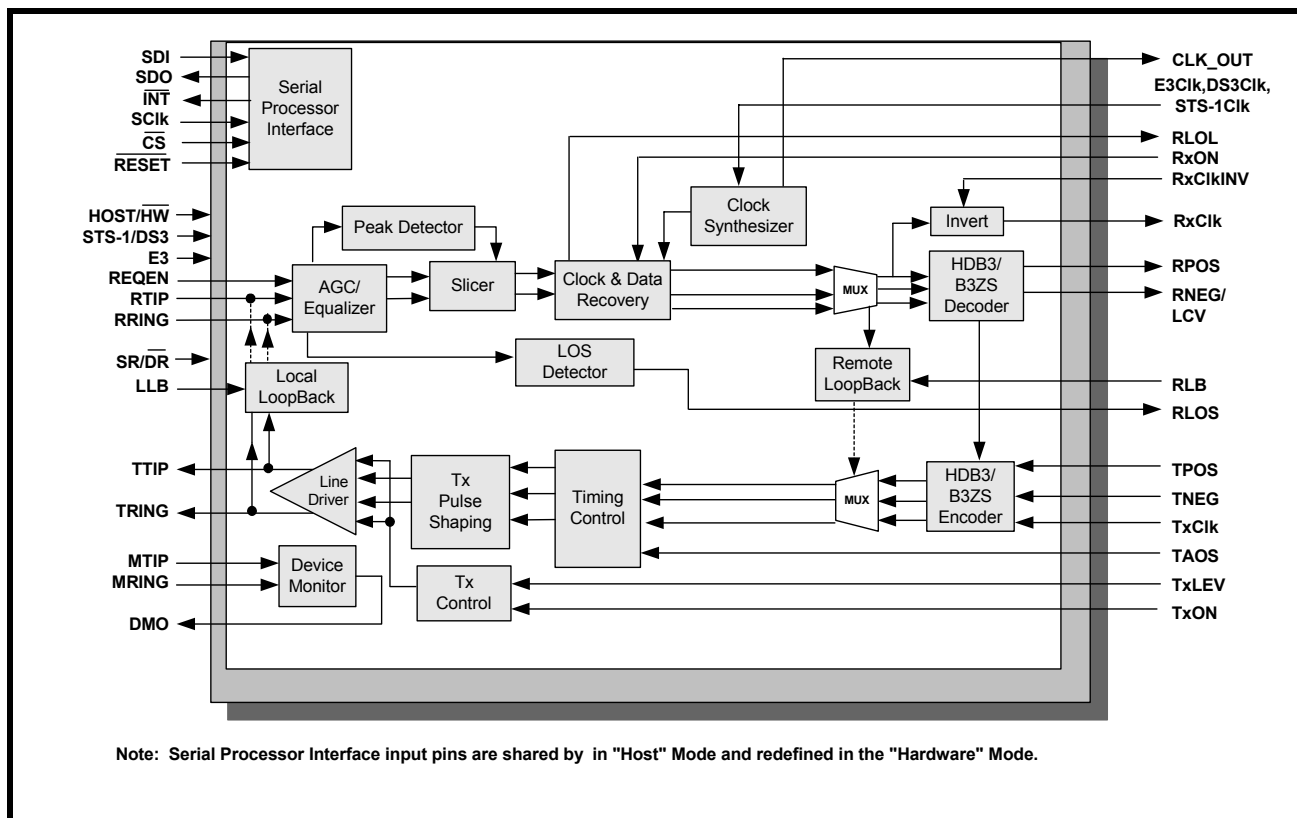 SDI
SDO
INT
SClk
CS
RESET
HOST/HW
STS-1/DS3
E3
REQEN
RTIP
RRING
SR/DR
LLB
TTIP
TRING
MTIP
MRING
DMO
Serial
Processor
Interface
Peak Detector
AGC/
Equalizer
Slicer
Clock & Data
Recovery
Clock
Synthesizer
MUX
Invert
HDB3/
B3ZS
Decoder
LOS
Detector
Remote
LoopBack
Local
LoopBack
Line
Driver
Tx
Pulse
Shaping
Timing
Control
MUX
HDB3/
B3ZS
Encoder
Device
Monitor
Tx
Control
CLK_OUT
E3Clk,DS3Clk,
STS-1Clk
RLOL
RxON
RxClkINV
RxClk
RPOS
RNEG/
LCV
RLB
RLOS
TPOS
TNEG
TxClk
TAOS
TxLEV
TxON
Note: Serial Processor Interface input pins are shared by in "Host" Mode and redefined in the "Hardware" Mode.